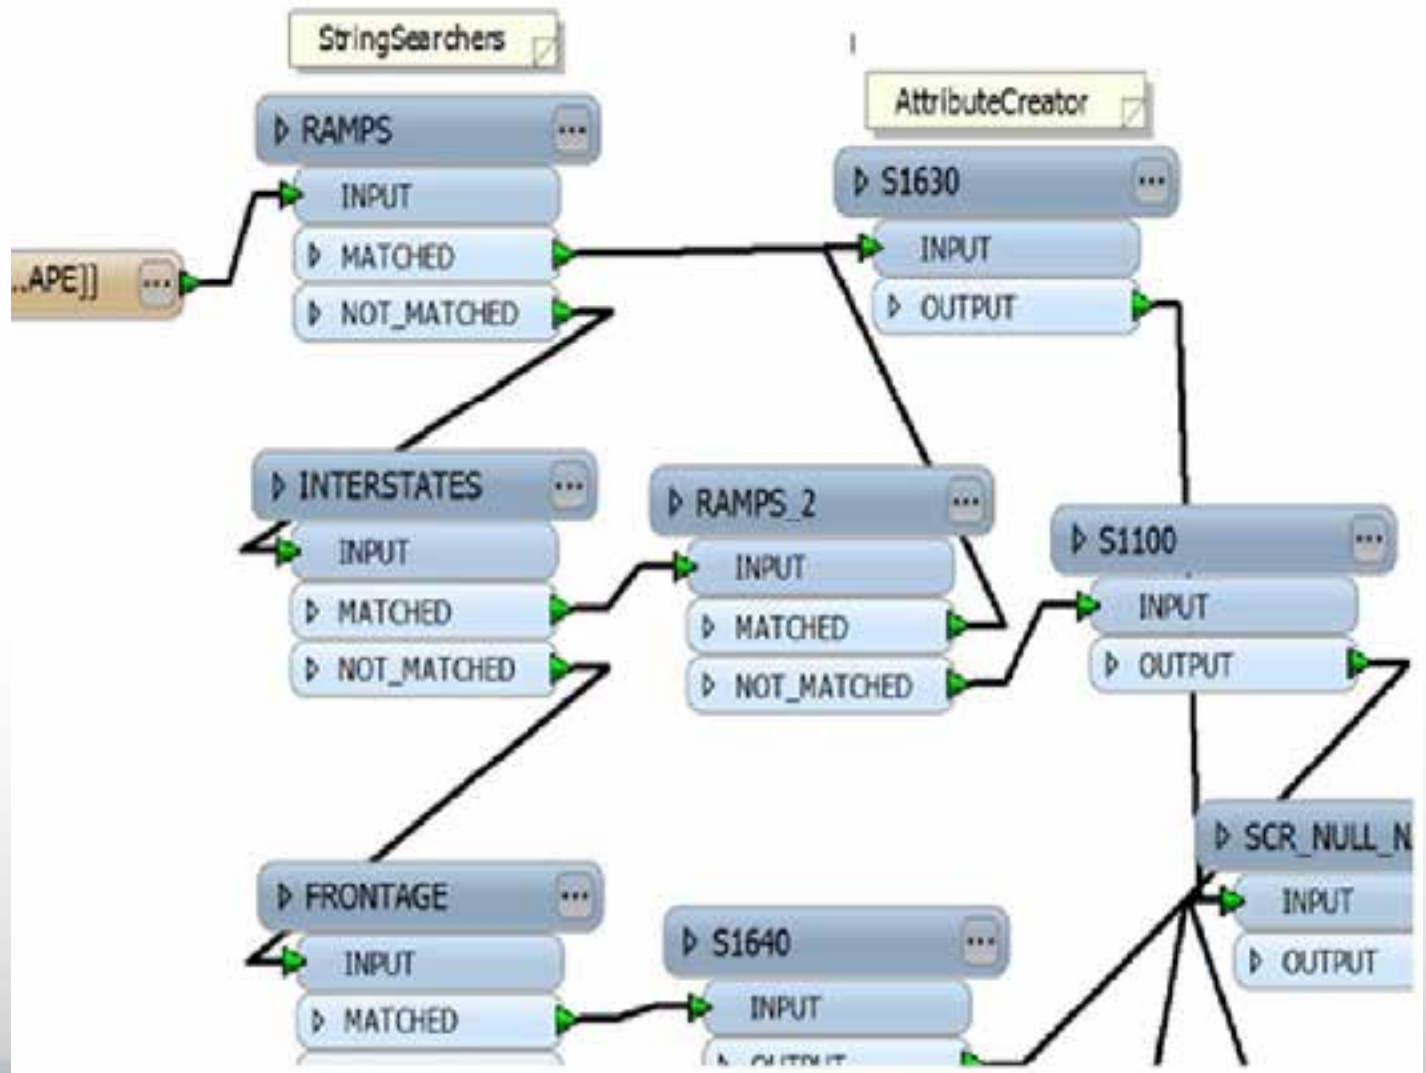 StringSearchers
AttributeCreator
RAMPS
INPUT
MATCHED
NOT_MATCHED
..APE]]
S1630
INPUT
OUTPUT
INTERSTATES
INPUT
MATCHED
NOT_MATCHED
RAMPS_2
INPUT
MATCHED
NOT_MATCHED
S1100
INPUT
OUTPUT
SCR_NULL_N
INPUT
OUTPUT
FRONTAGE
INPUT
MATCHED
S1640
INPUT
OUTPUT